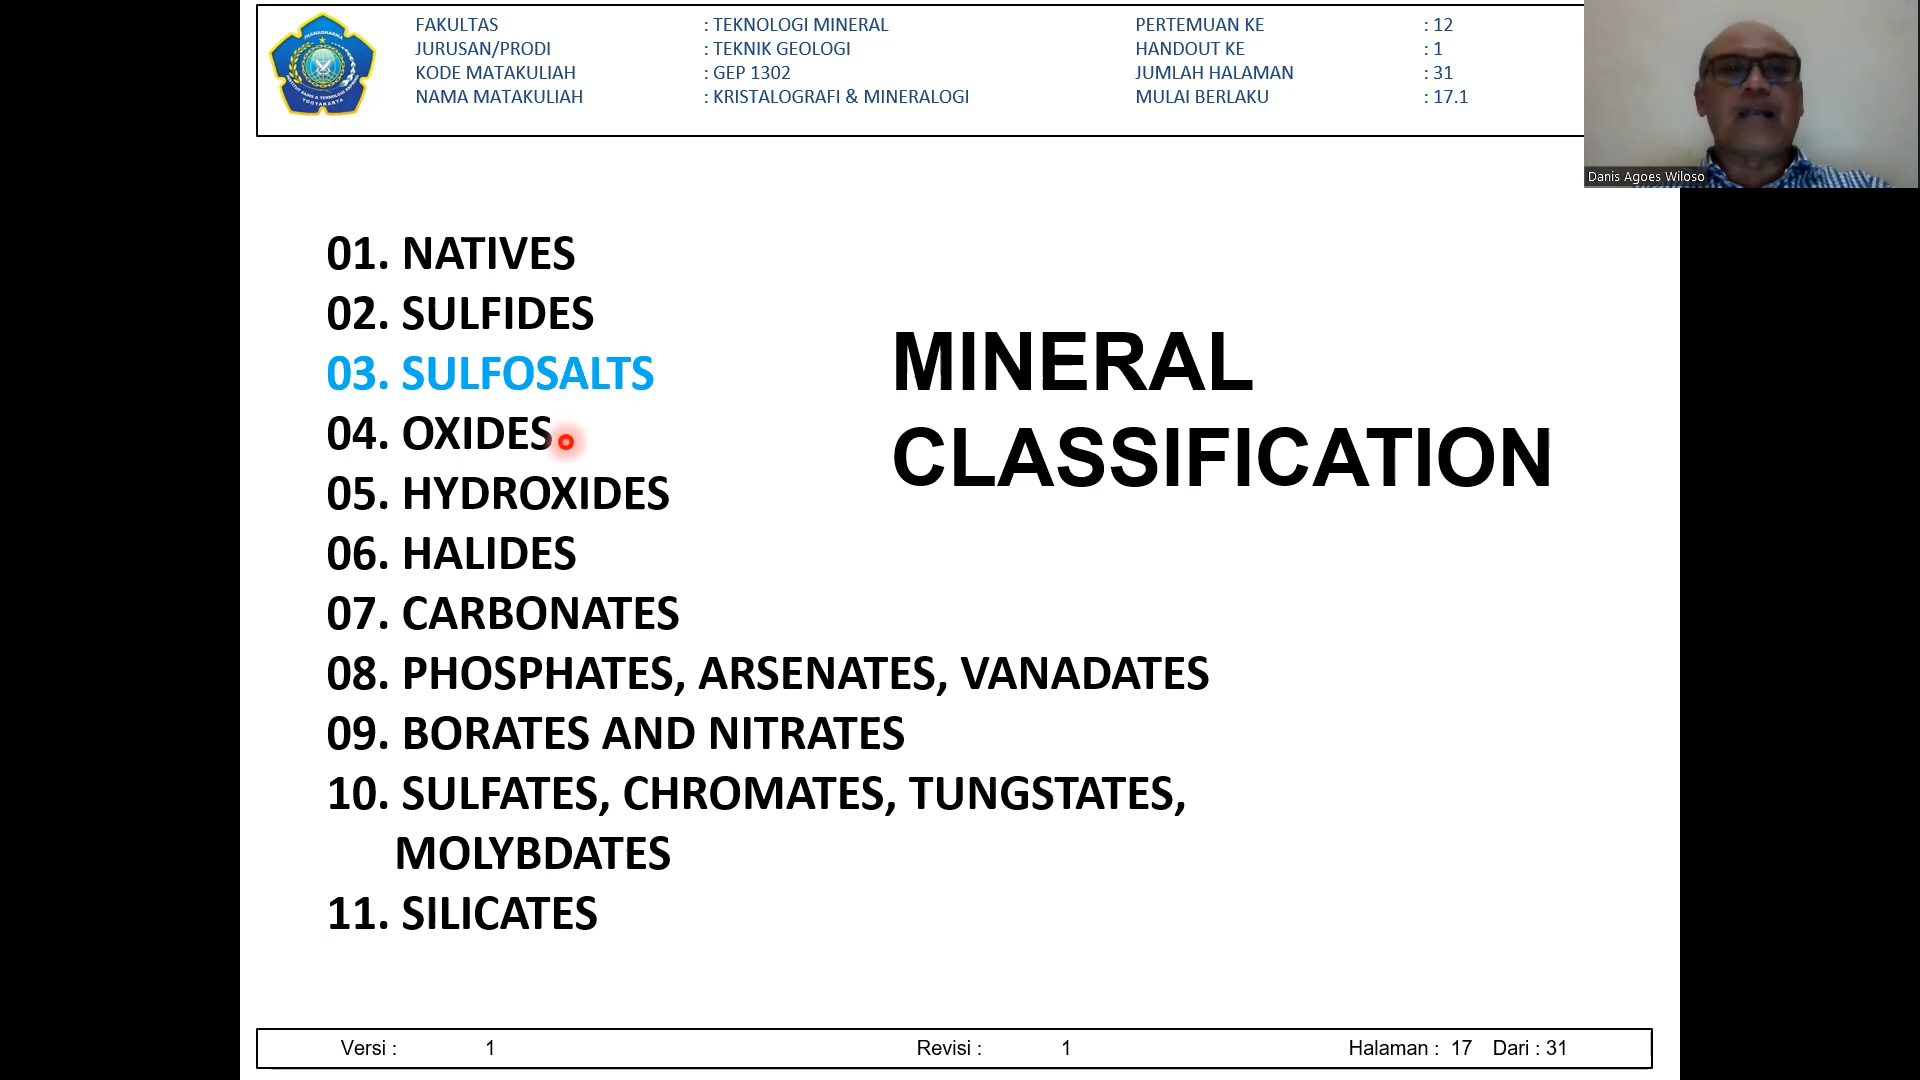 FAKULTAS : TEKNOLOGI MINERAL PERTEMUAN KE : 12
JURUSAN/PRODI : TEKNIK GEOLOGI HANDOUT KE : 1
KODE MATAKULIAH : GEP 1302 JUMLAH HALAMAN : 31
NAMA MATAKULIAH : KRISTALOGRAFI & MINERALOGI MULAI BERLAKU : 17.1
Danis Agoes Wiloso
01. NATIVES
02. SULFIDES
03. SULFOSALTS
04. OXIDES
05. HYDROXIDES
06. HALIDES
07. CARBONATES
08. PHOSPHATES, ARSENATES, VANADATES
09. BORATES AND NITRATES
10. SULFATES, CHROMATES, TUNGSTATES,
MOLYBDATES
11. SILICATES
MINERAL
CLASSIFICATION
Versi : 1 Revisi : 1 Halaman : 17 Dari : 31